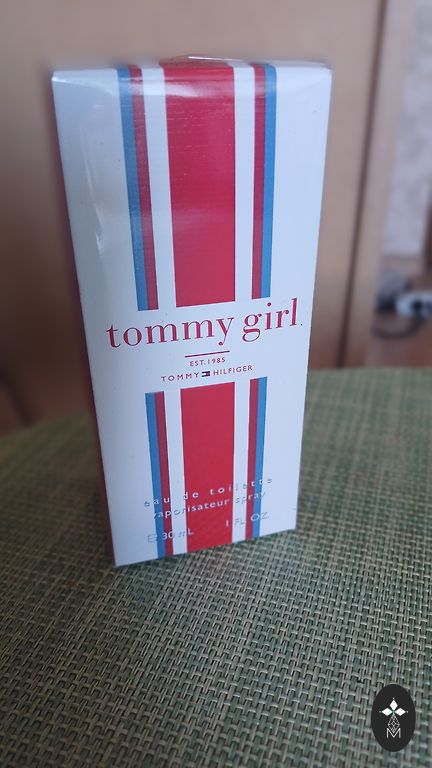 tommy girl.
EST.1985
TOMMY HILFIGER
eau de toilette
vaporisateur spray
E 30 mL 1 FL. OZ.
M